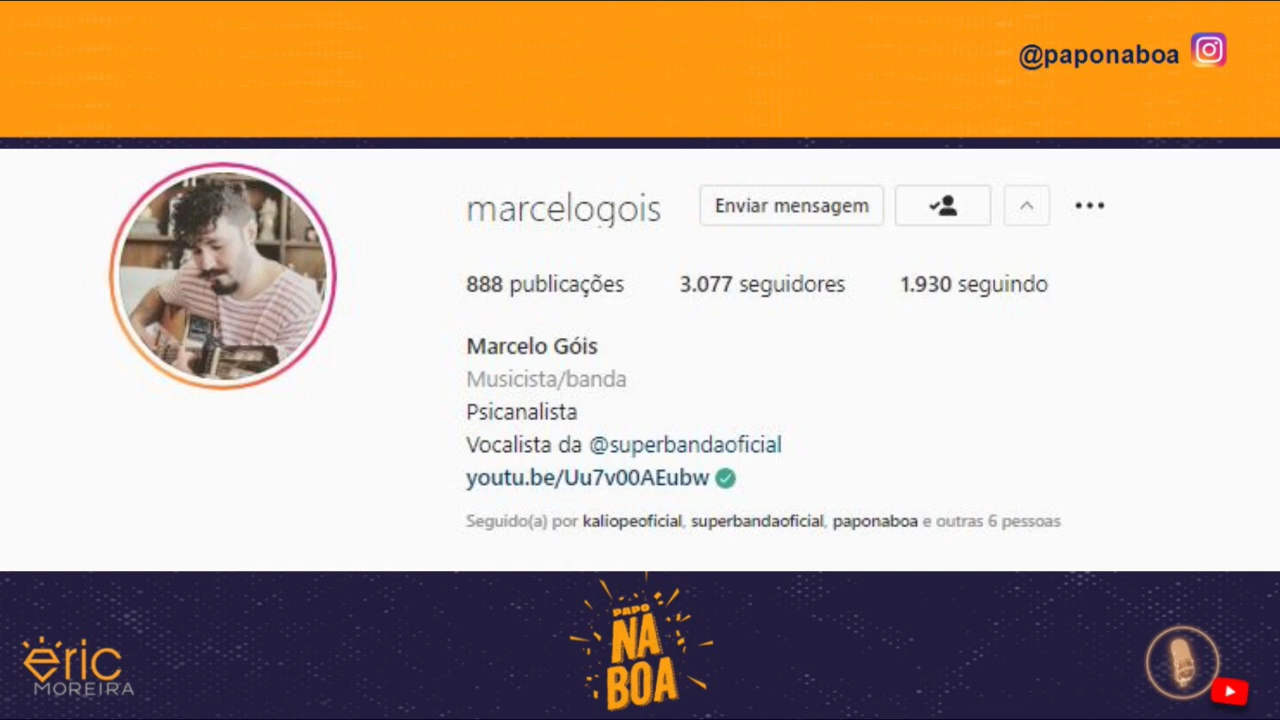 @paponaboa
marcelogois
Enviar mensagem
888 publicações 3.077 seguidores 1.930 seguindo
Marcelo Góis
Musicista/banda
Psicanalista
Vocalista da @superbandaoficial
youtu.be/Uu7v00AEubw
Seguido(a) por kaliopeoficial, superbandaoficial, paponaboa e outras 6 pessoas
PAPO
NA
BOA
eric
MOREIRA